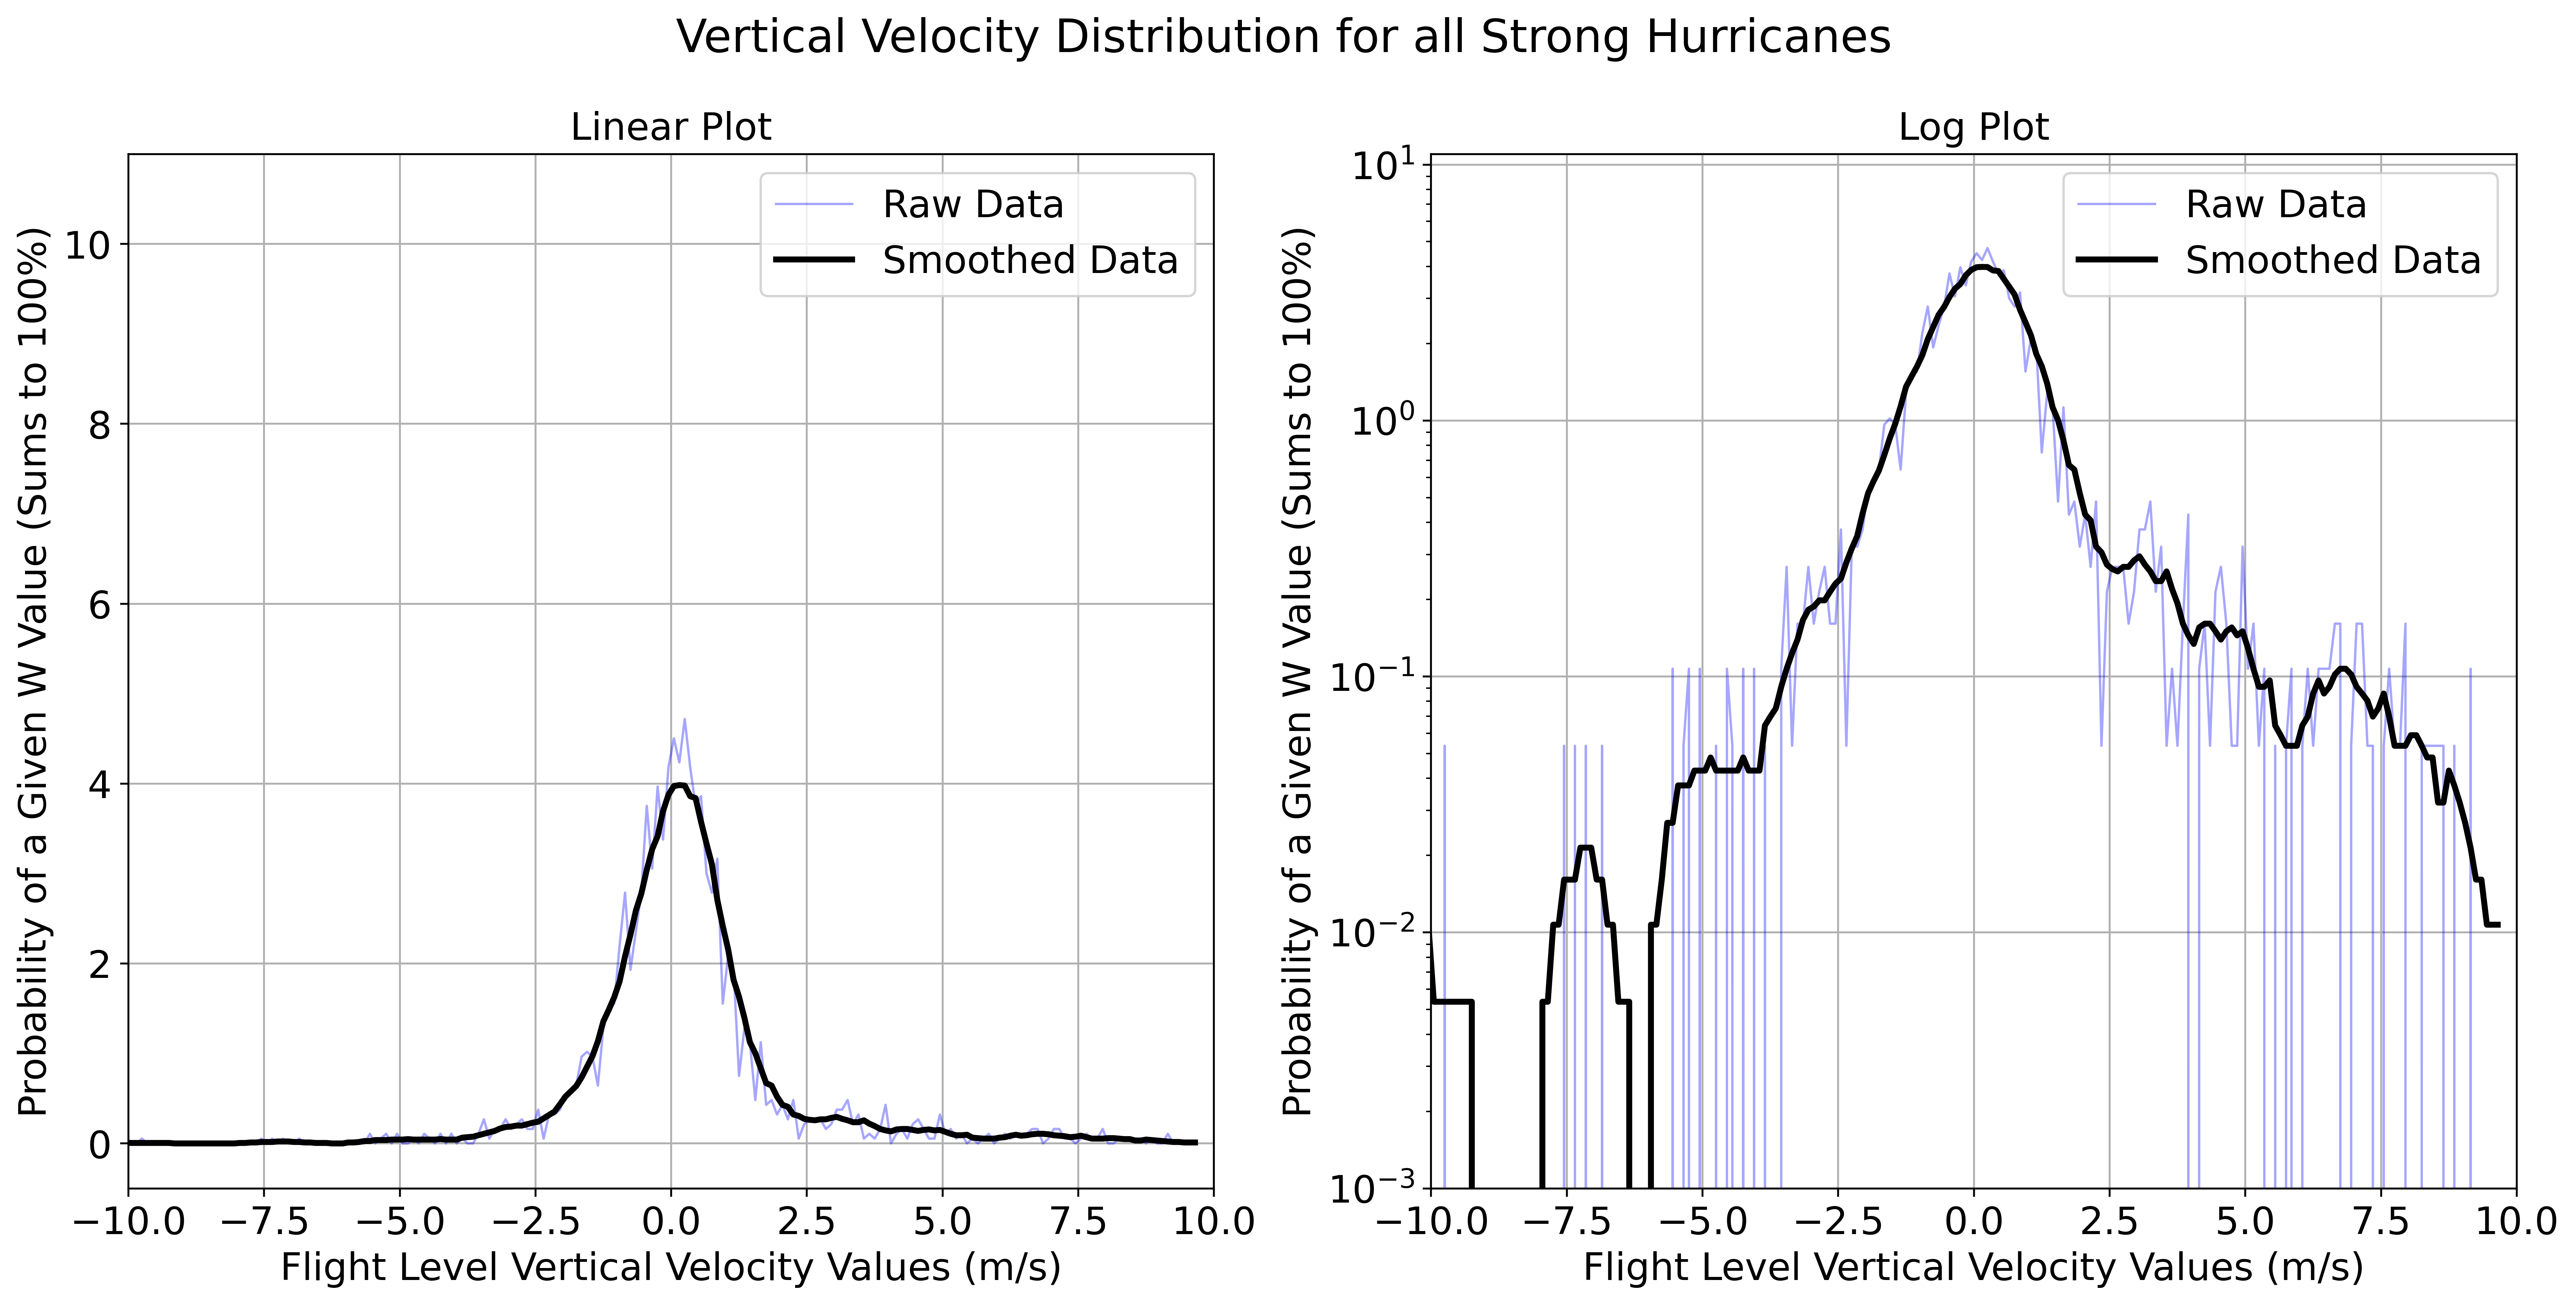 Vertical Velocity Distribution for all Strong Hurricanes
Linear Plot
Probability of a Given W Value (Sums to 100%)
10
8
6
4
2
0
Raw Data
Smoothed Data
−10.0 −7.5 −5.0 −2.5 0.0 2.5 5.0 7.5 10.0
Flight Level Vertical Velocity Values (m/s)
Log Plot
Probability of a Given W Value (Sums to 100%)
10¹
10⁰
10⁻¹
10⁻²
10⁻³
Raw Data
Smoothed Data
−10.0 −7.5 −5.0 −2.5 0.0 2.5 5.0 7.5 10.0
Flight Level Vertical Velocity Values (m/s)